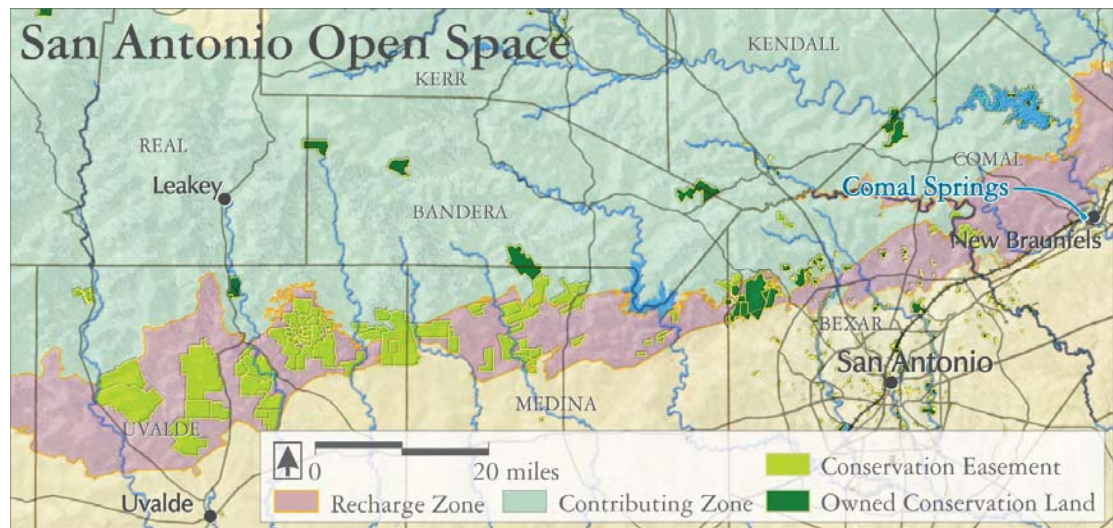 San Antonio Open Space
KENDALL
KERR
REAL
COMAL
Leakey
Comal Springs
BANDERA
New Braunfels
BEXAR
San Antonio
MEDINA
UVALDE
0 20 miles
Conservation Easement
Recharge Zone Contributing Zone Owned Conservation Land
Uvalde